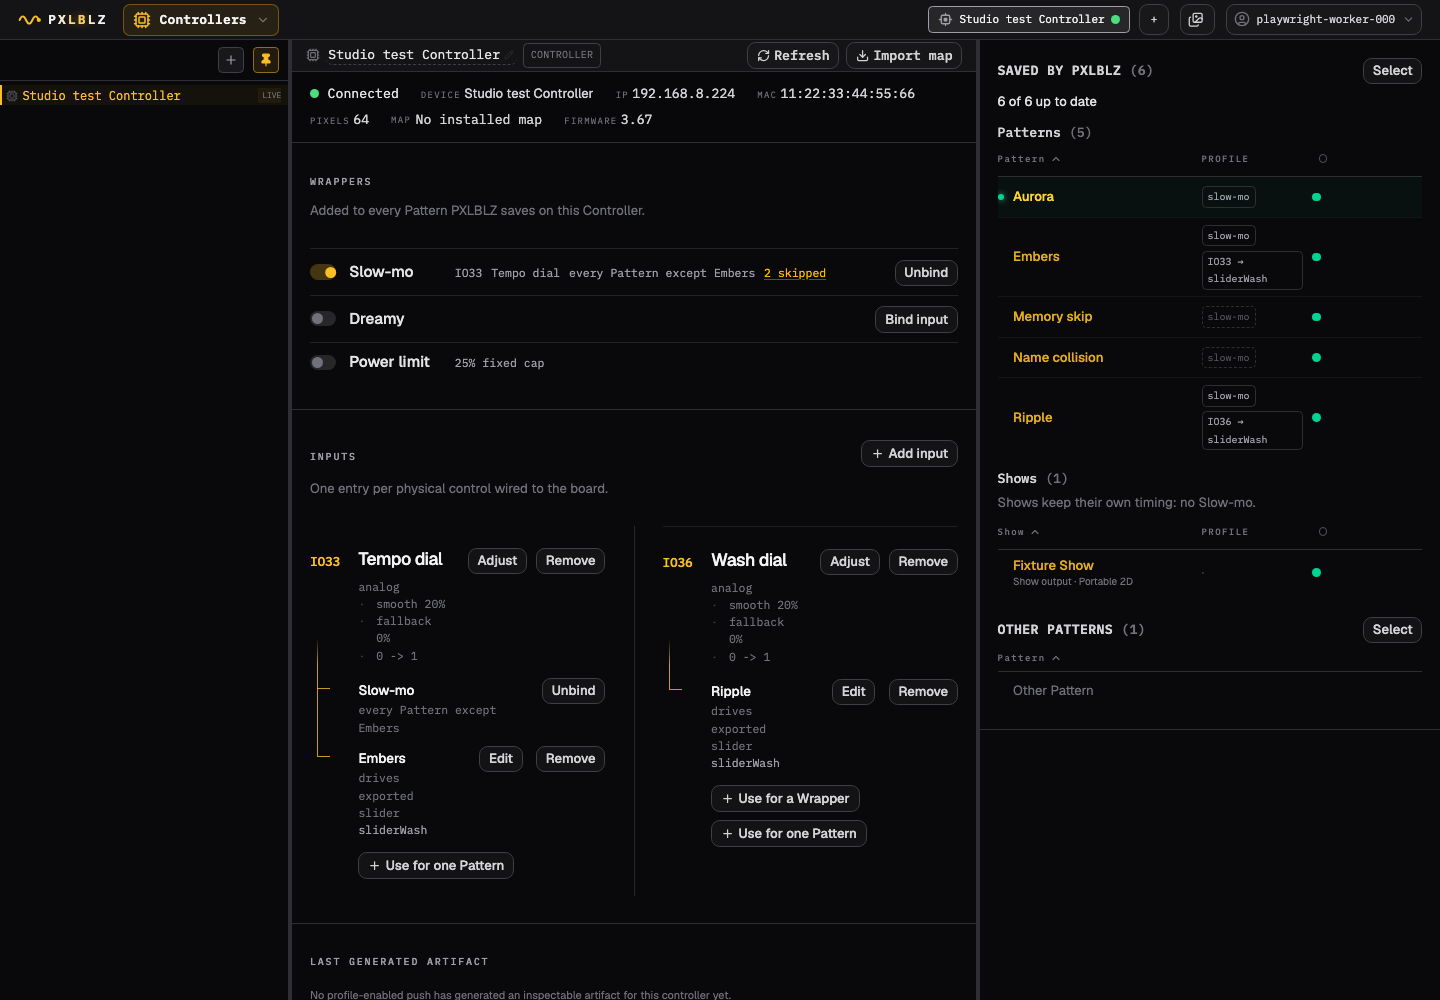 PXLBLZ
Controllers
Studio test Controller
+
playwright-worker-000
Studio test Controller
LIVE
Studio test Controller
CONTROLLER
Refresh
Import map
Connected
DEVICE Studio test Controller
IP 192.168.8.224
MAC 11:22:33:44:55:66
PIXELS 64
MAP No installed map
FIRMWARE 3.67
WRAPPERS
Added to every Pattern PXLBLZ saves on this Controller.
Slow-mo
IO33 Tempo dial every Pattern except Embers 2 skipped
Unbind
Dreamy
Bind input
Power limit
25% fixed cap
INPUTS
+ Add input
One entry per physical control wired to the board.
IO33
Tempo dial
Adjust
Remove
analog
· smooth 20%
· fallback
0%
· 0 -> 1
Slow-mo
Unbind
every Pattern except
Embers
Embers
Edit
Remove
drives
exported
slider
sliderWash
+ Use for one Pattern
IO36
Wash dial
Adjust
Remove
analog
· smooth 20%
· fallback
0%
· 0 -> 1
Ripple
Edit
Remove
drives
exported
slider
sliderWash
+ Use for a Wrapper
+ Use for one Pattern
LAST GENERATED ARTIFACT
No profile-enabled push has generated an inspectable artifact for this controller yet.
SAVED BY PXLBLZ (6)
Select
6 of 6 up to date
Patterns (5)
Pattern
PROFILE
Aurora
slow-mo
Embers
slow-mo
IO33 →
sliderWash
Memory skip
slow-mo
Name collision
slow-mo
Ripple
slow-mo
IO36 →
sliderWash
Shows (1)
Shows keep their own timing: no Slow-mo.
Show
PROFILE
Fixture Show
Show output · Portable 2D
·
OTHER PATTERNS (1)
Select
Pattern
Other Pattern